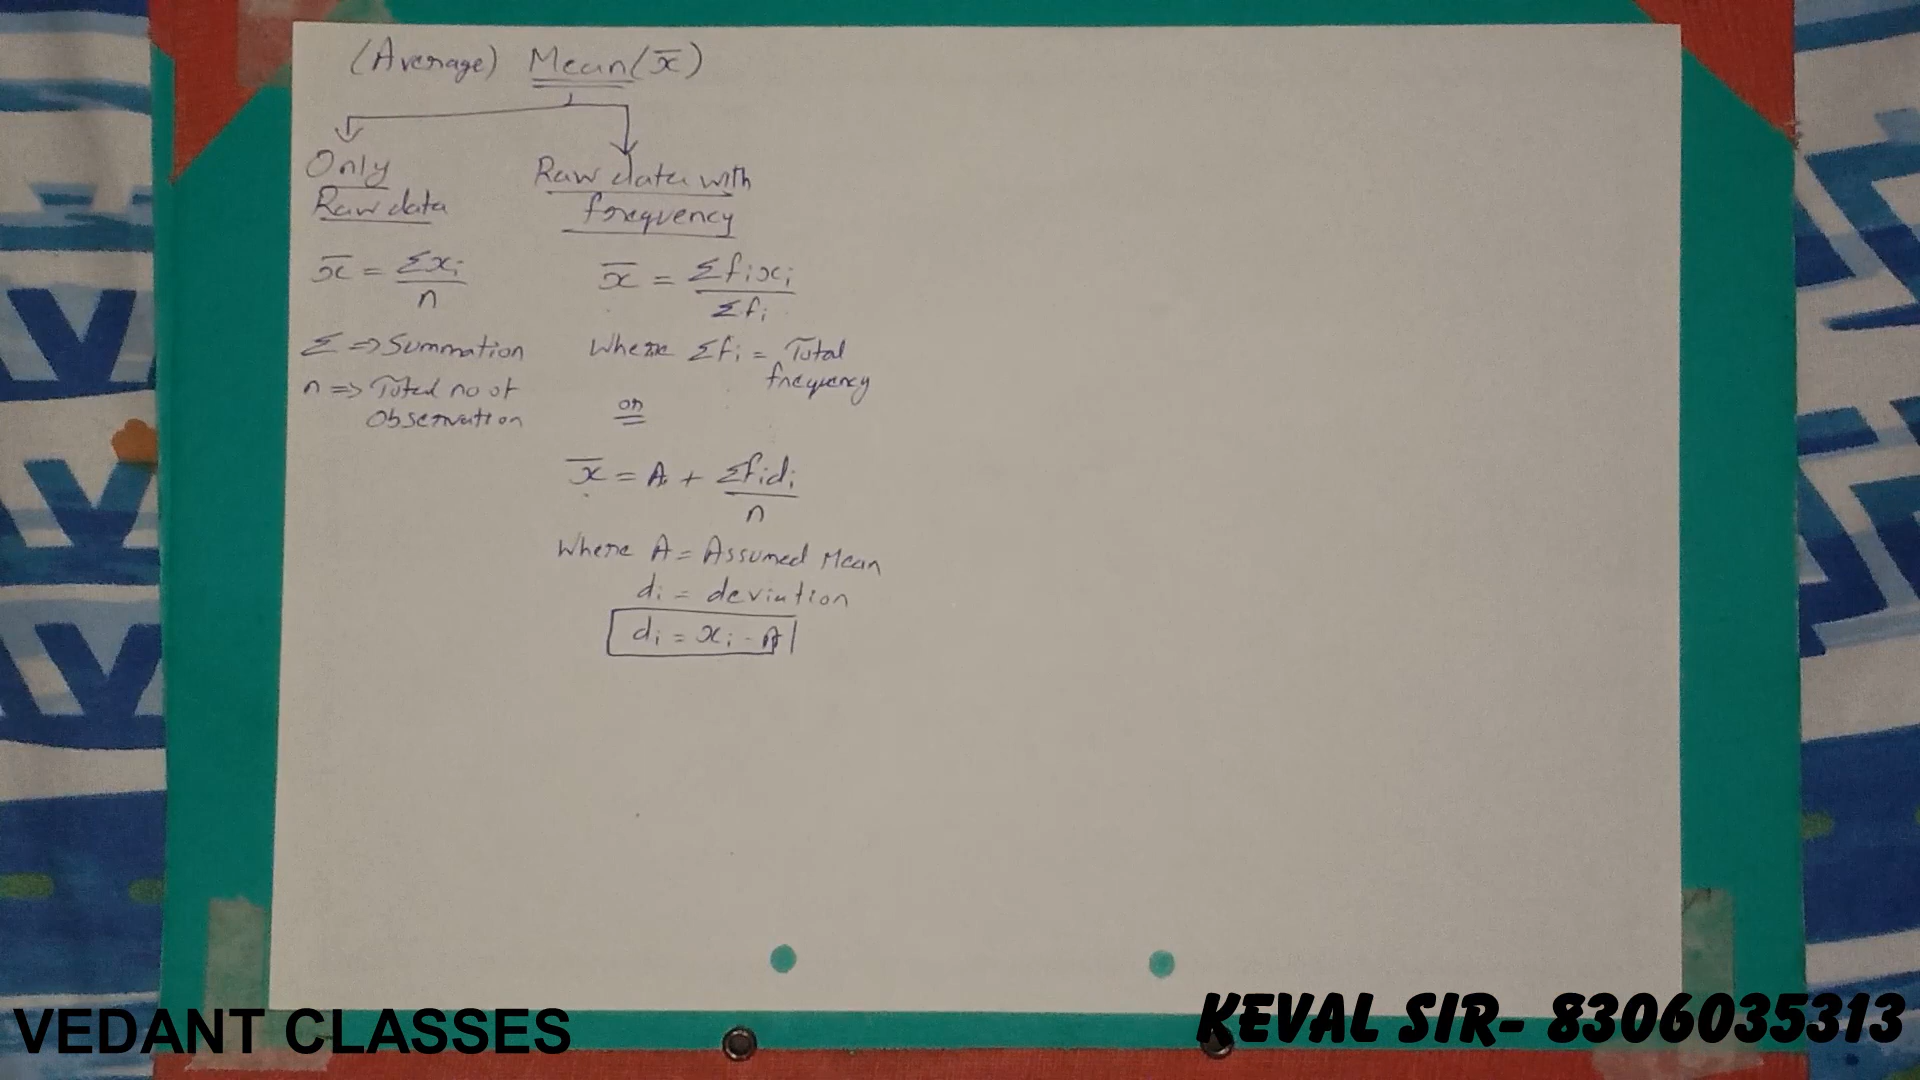 (Average) Mean (x̄)
Only
Raw data
x̄ = Σxᵢ / n
Σ => Summation
n => Total no of
Observation
Raw data with
frequency
x̄ = Σfᵢxᵢ / Σfᵢ
Where Σfᵢ = Total
frequency
or
x̄ = A + Σfᵢdᵢ / n
Where A = Assumed Mean
dᵢ = deviation
dᵢ = xᵢ - A
VEDANT CLASSES
KEVAL SIR- 8306035313